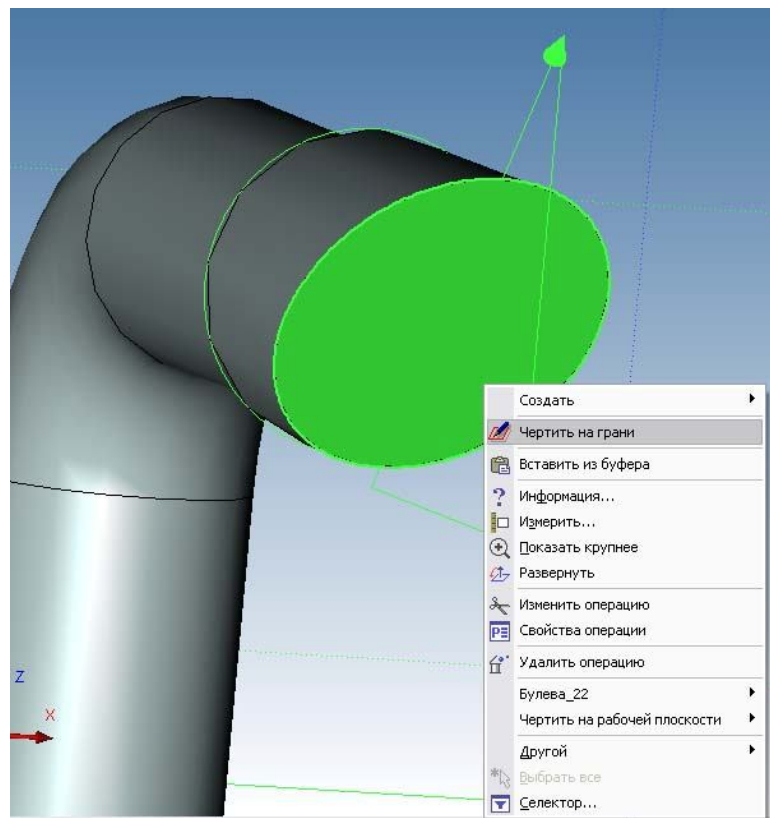 Создать
Чертить на грани
Вставить из буфера
Информация...
Измерить...
Показать крупнее
Развернуть
Изменить операцию
Свойства операции
Удалить операцию
Булева_22
Чертить на рабочей плоскости
Другой
Выбрать все
Селектор...
Z
X